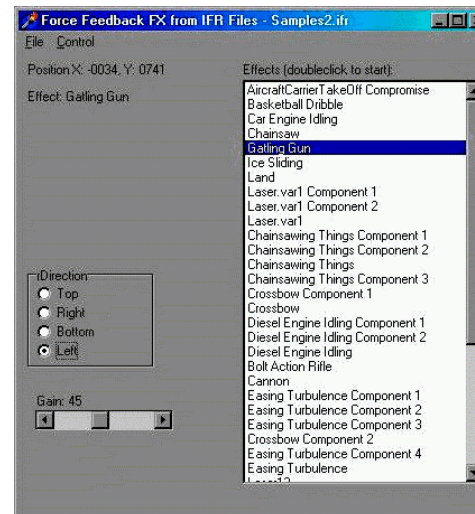 Force Feedback FX from IFR Files - Samples2.ifr
File Control
Position X: -0034, Y: 0741
Effect: Gatling Gun
rDirection
Top
Right
Bottom
Left
Gain: 45
Effects (doubleclick to start):
AircraftCarrierTakeOff Compromise
Basketball Dribble
Car Engine Idling
Chainsaw
Gatling Gun
Ice Sliding
Land
Laser.var1 Component 1
Laser.var1 Component 2
Laser.var1
Chainsawing Things Component 1
Chainsawing Things Component 2
Chainsawing Things
Chainsawing Things Component 3
Crossbow Component 1
Crossbow
Diesel Engine Idling Component 1
Diesel Engine Idling Component 2
Diesel Engine Idling
Bolt Action Rifle
Cannon
Easing Turbulence Component 1
Easing Turbulence Component 2
Easing Turbulence Component 3
Crossbow Component 2
Easing Turbulence Component 4
Easing Turbulence